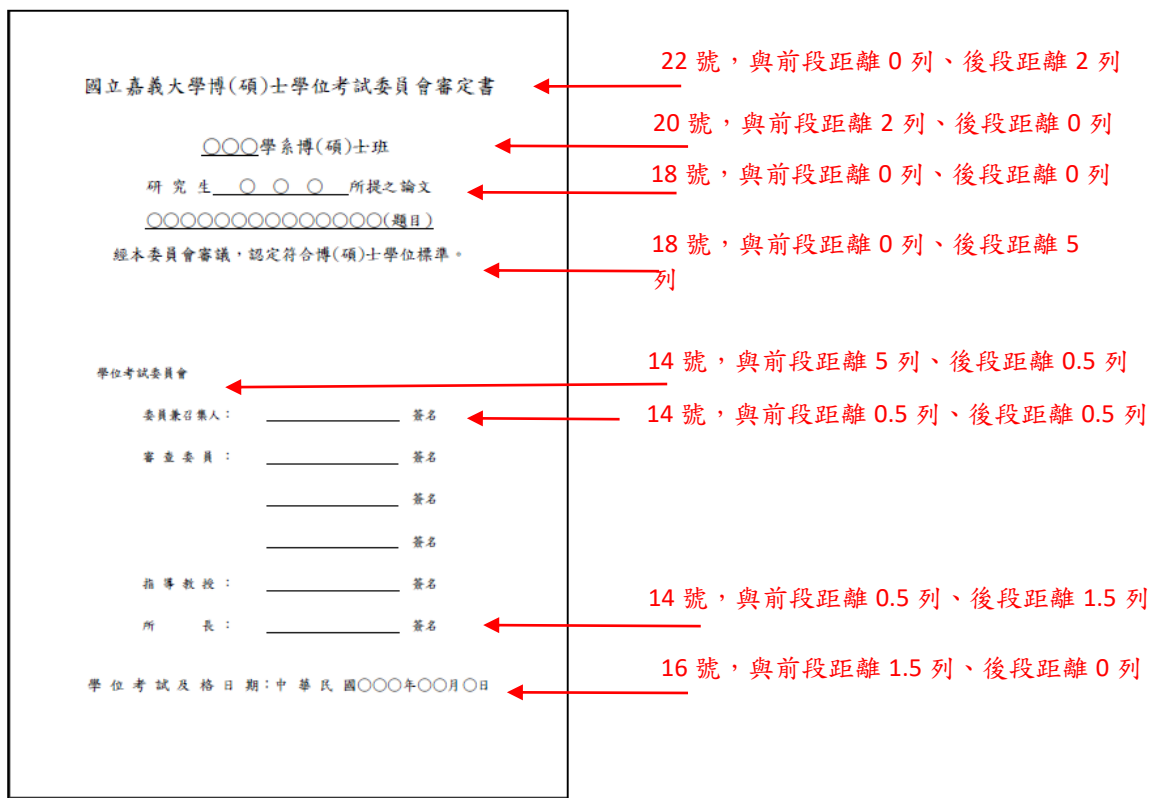 國立嘉義大學博(碩)士學位考試委員會審定書
22 號，與前段距離 0 列、後段距離 2 列
○○○學系博(碩)士班
20 號，與前段距離 2 列、後段距離 0 列
研 究 生 ○ ○ ○ 所提之論文
18 號，與前段距離 0 列、後段距離 0 列
○○○○○○○○○○○○○○(題目)
經本委員會審議，認定符合博(碩)士學位標準。
18 號，與前段距離 0 列、後段距離 5
列
學位考試委員會
14 號，與前段距離 5 列、後段距離 0.5 列
委員兼召集人： ______________ 簽名
14 號，與前段距離 0.5 列、後段距離 0.5 列
審 查 委 員 ： ______________ 簽名
______________ 簽名
______________ 簽名
指 導 教 授 ： ______________ 簽名
14 號，與前段距離 0.5 列、後段距離 1.5 列
所 長 ： ______________ 簽名
16 號，與前段距離 1.5 列、後段距離 0 列
學 位 考 試 及 格 日 期：中 華 民 國○○○年○○月○日